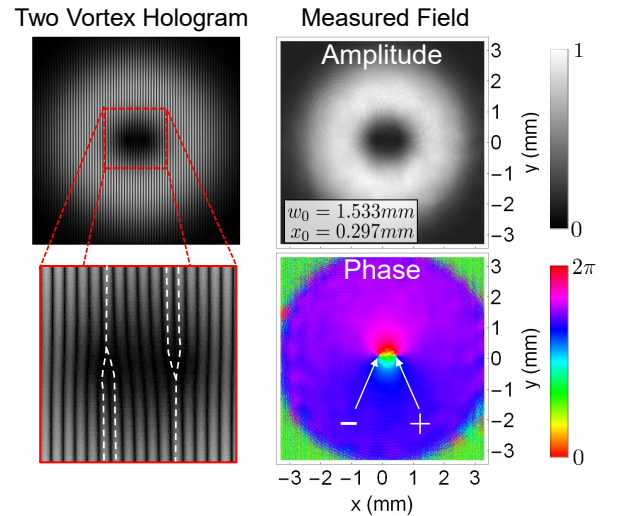 Two Vortex Hologram
Measured Field
Amplitude
w₀ = 1.533mm
x₀ = 0.297mm
3
2
1
0
−1
−2
−3
y (mm)
1
0
Phase
− +
3
2
1
0
−1
−2
−3
y (mm)
−3 −2 −1 0 1 2 3
x (mm)
2π
0